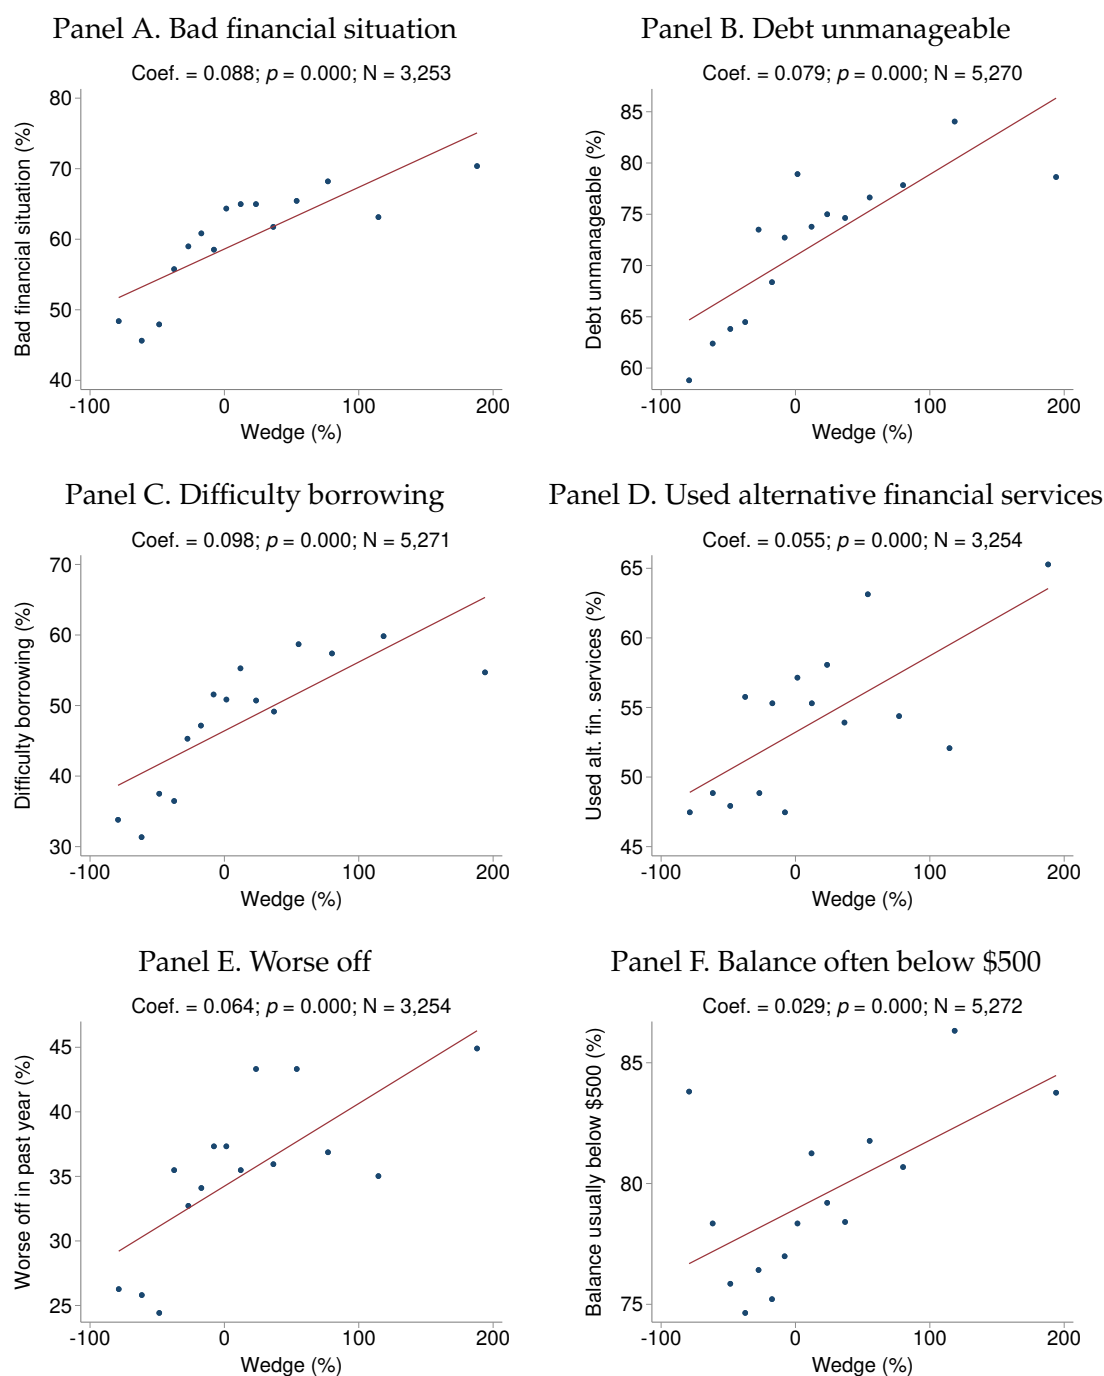 Panel A. Bad financial situation
Coef. = 0.088; p = 0.000; N = 3,253
Bad financial situation (%)
80
70
60
50
40
-100 0 100 200
Wedge (%)
Panel B. Debt unmanageable
Coef. = 0.079; p = 0.000; N = 5,270
Debt unmanageable (%)
85
80
75
70
65
60
-100 0 100 200
Wedge (%)
Panel C. Difficulty borrowing
Coef. = 0.098; p = 0.000; N = 5,271
Difficulty borrowing (%)
70
60
50
40
30
-100 0 100 200
Wedge (%)
Panel D. Used alternative financial services
Coef. = 0.055; p = 0.000; N = 3,254
Used alt. fin. services (%)
65
60
55
50
45
-100 0 100 200
Wedge (%)
Panel E. Worse off
Coef. = 0.064; p = 0.000; N = 3,254
Worse off in past year (%)
45
40
35
30
25
-100 0 100 200
Wedge (%)
Panel F. Balance often below $500
Coef. = 0.029; p = 0.000; N = 5,272
Balance usually below $500 (%)
85
80
75
-100 0 100 200
Wedge (%)